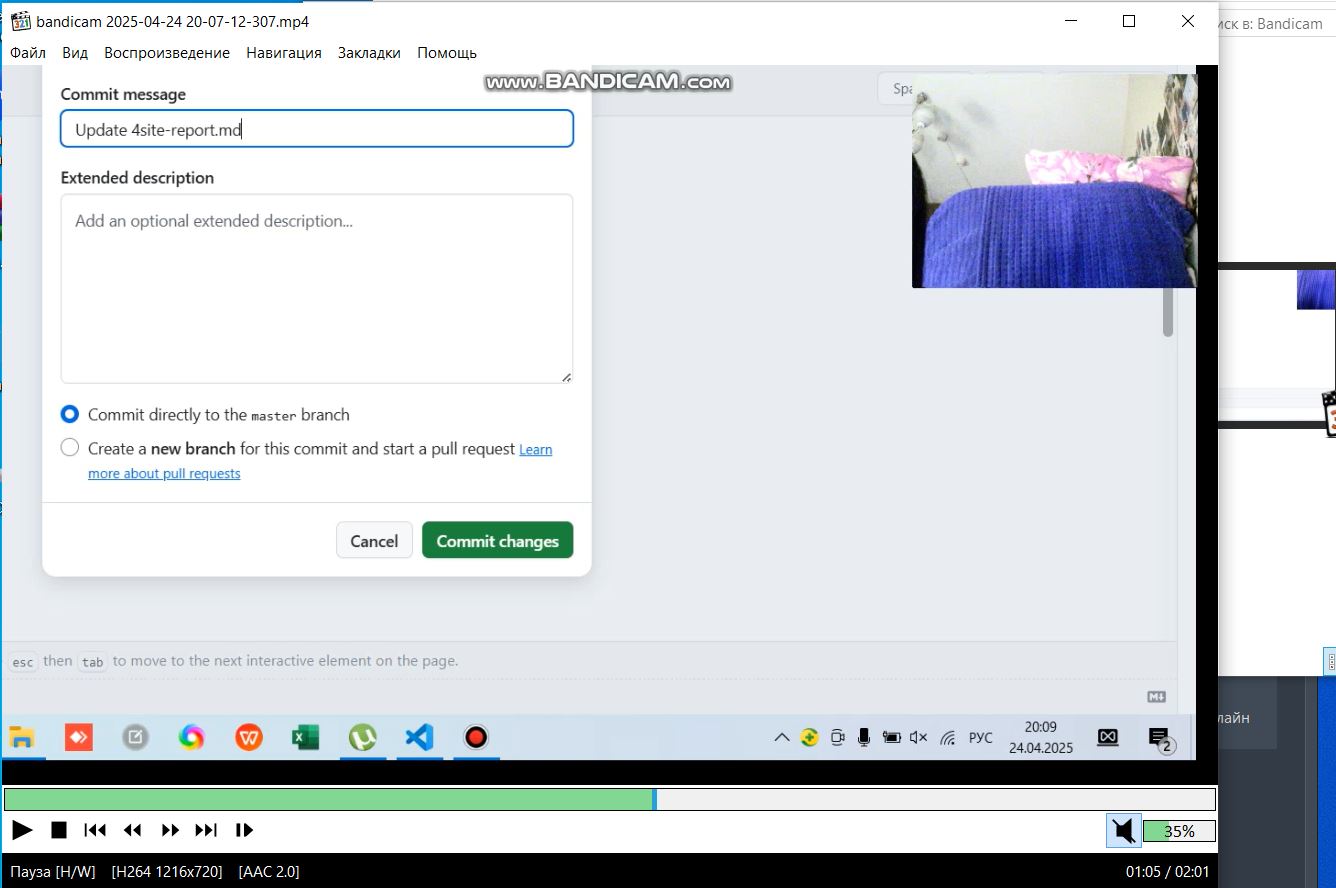 bandicam 2025-04-24 20-07-12-307.mp4
иск в: Bandicam
Файл Вид Воспроизведение Навигация Закладки Помощь
www.BANDICAM.com
Commit message
Spa
Update 4site-report.md
Extended description
Add an optional extended description...
Commit directly to the master branch
Create a new branch for this commit and start a pull request Learn
more about pull requests
Cancel Commit changes
esc then tab to move to the next interactive element on the page.
лайн
РУС
20:09
24.04.2025
2
35%
Пауза [H/W] [H264 1216x720] [AAC 2.0] 01:05 / 02:01